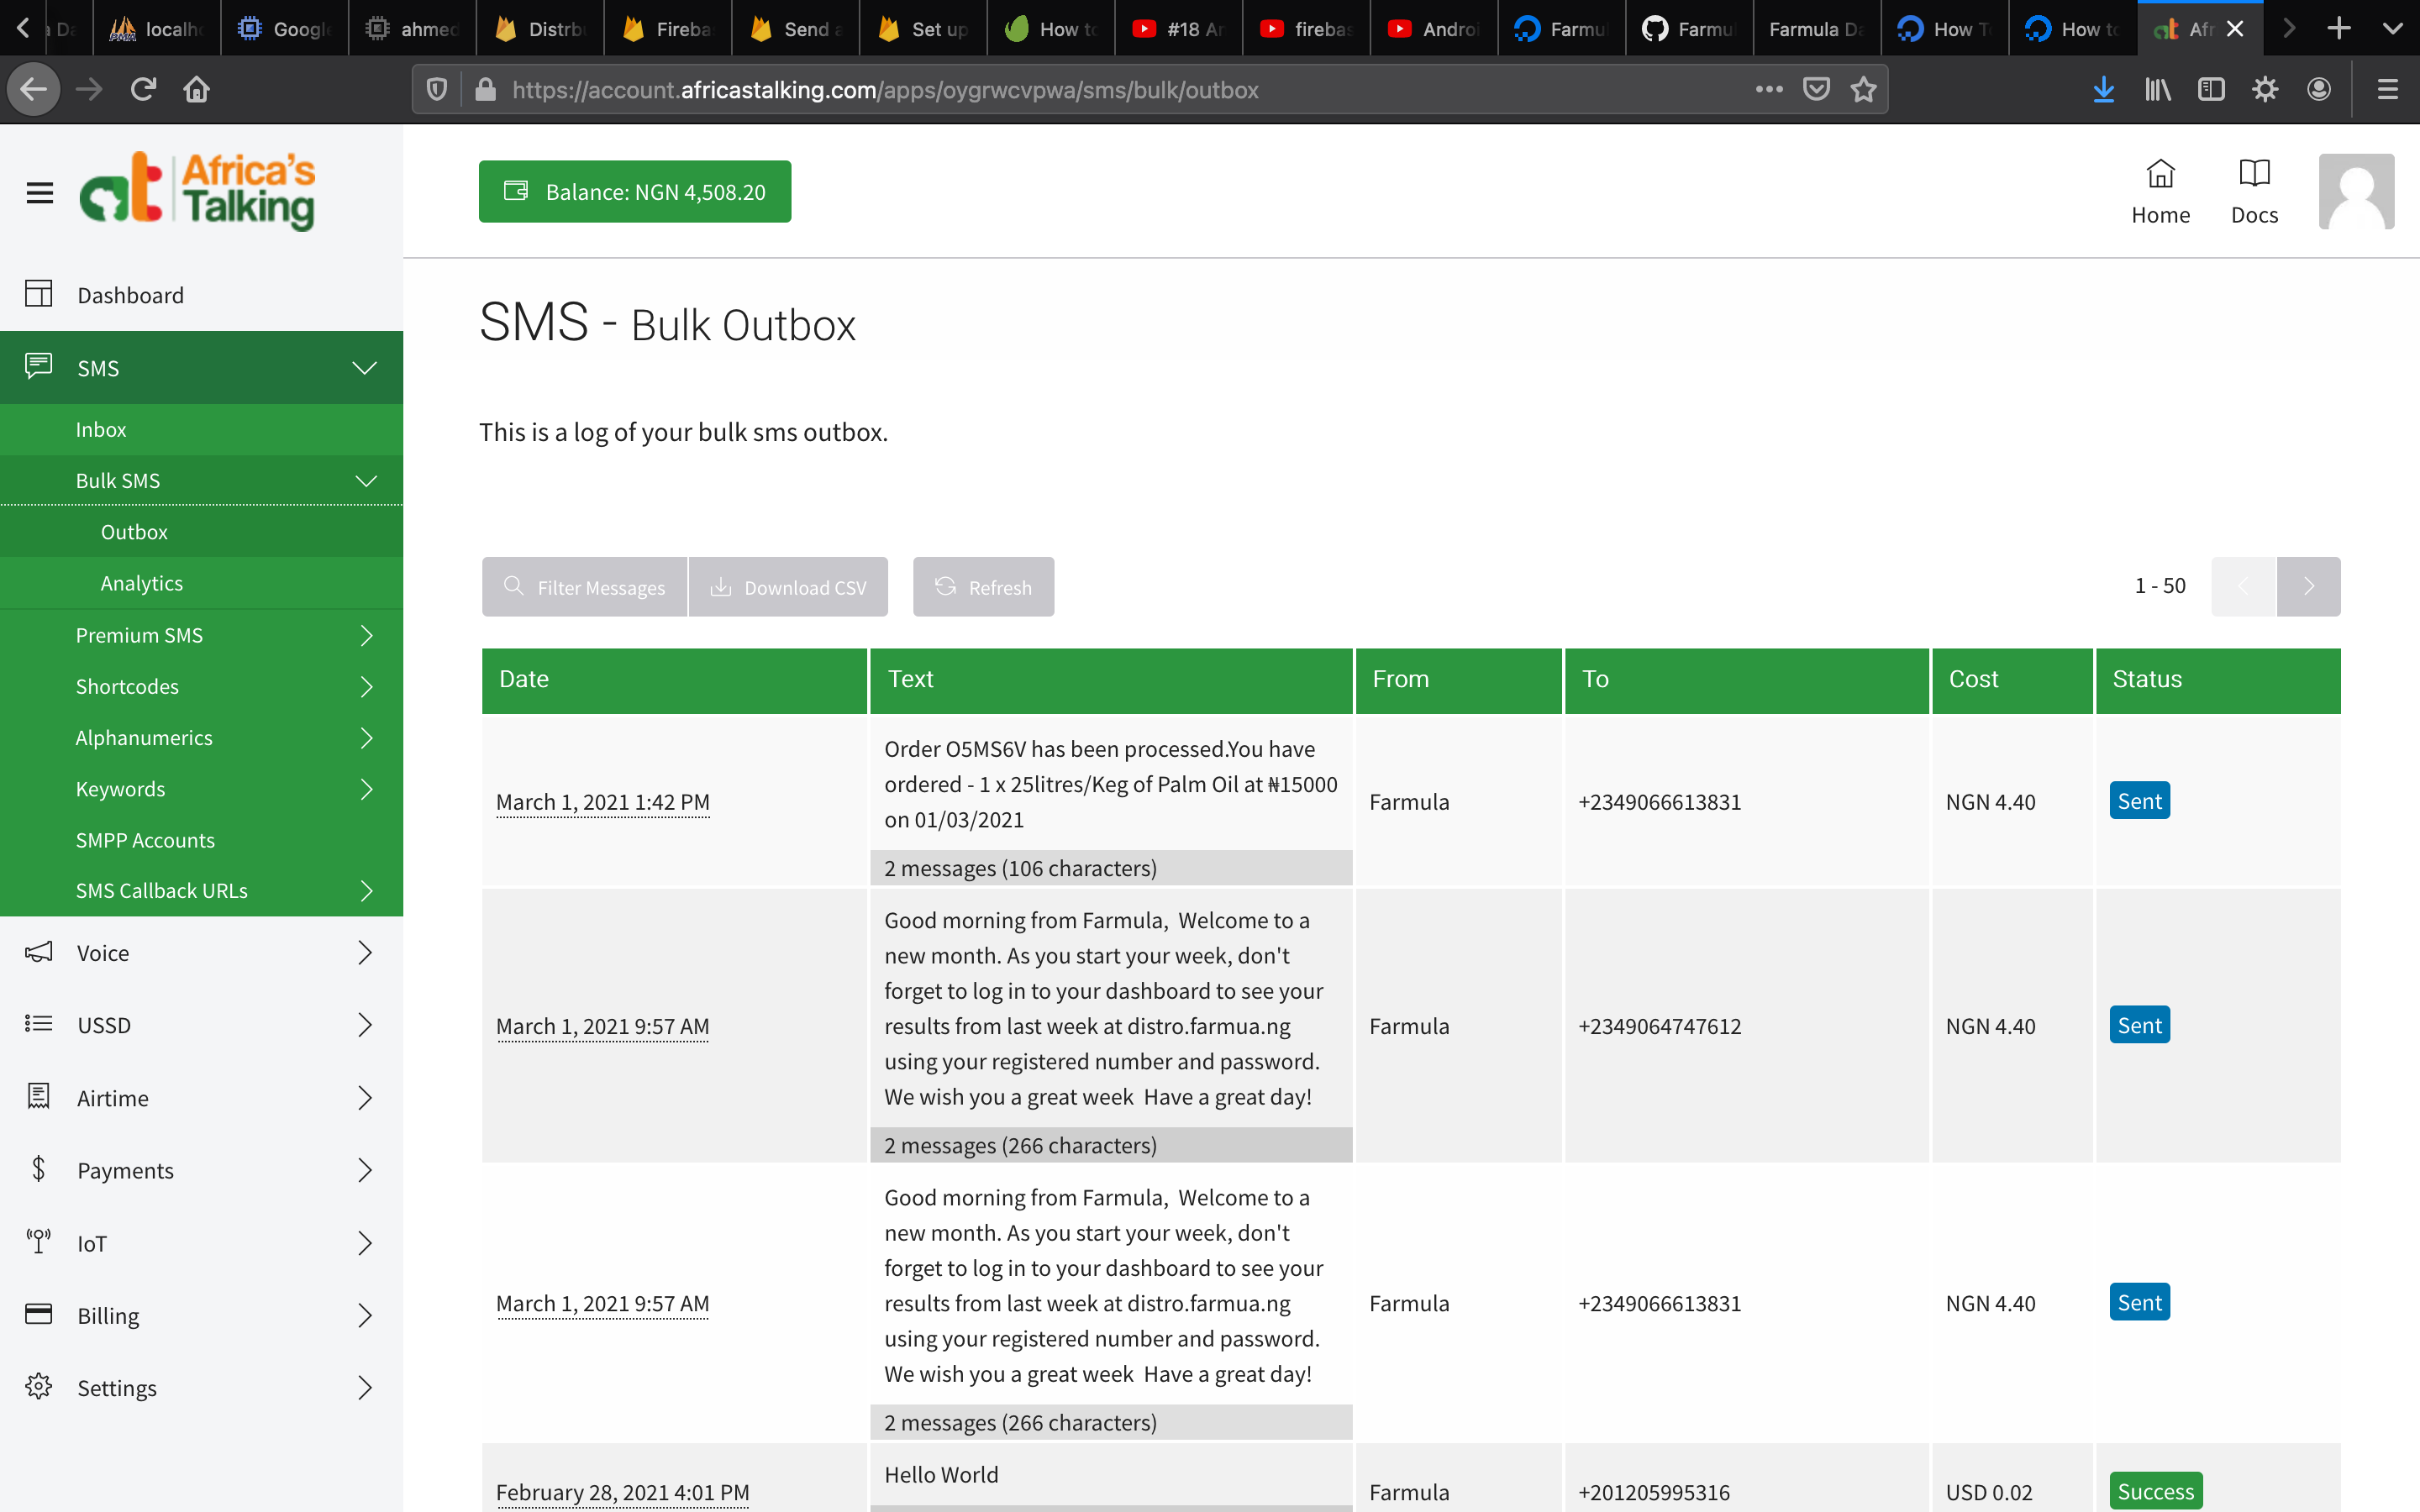 localh
Google
ahmed
Distrb
Fireba
Send a
Set up
How to
#18 An
firebas
Androi
Farmu
Farmu
Farmula Da
How T
How to
Afr
https://account.africastalking.com/apps/oygrwcvpwa/sms/bulk/outbox
at Africa's
Talking
Balance: NGN 4,508.20
Home
Docs
Dashboard
SMS
Inbox
Bulk SMS
Outbox
Analytics
Premium SMS
Shortcodes
Alphanumerics
Keywords
SMPP Accounts
SMS Callback URLs
Voice
USSD
Airtime
Payments
IoT
Billing
Settings
SMS - Bulk Outbox
This is a log of your bulk sms outbox.
Filter Messages
Download CSV
Refresh
1 - 50
Date Text From To Cost Status
March 1, 2021 1:42 PM
Order O5MS6V has been processed.You have
ordered - 1 x 25litres/Keg of Palm Oil at ₦15000
on 01/03/2021
2 messages (106 characters)
Farmula
+2349066613831
NGN 4.40
Sent
March 1, 2021 9:57 AM
Good morning from Farmula,  Welcome to a
new month. As you start your week, don't
forget to log in to your dashboard to see your
results from last week at distro.farmua.ng
using your registered number and password.
We wish you a great week  Have a great day!
2 messages (266 characters)
Farmula
+2349064747612
NGN 4.40
Sent
March 1, 2021 9:57 AM
Good morning from Farmula,  Welcome to a
new month. As you start your week, don't
forget to log in to your dashboard to see your
results from last week at distro.farmua.ng
using your registered number and password.
We wish you a great week  Have a great day!
2 messages (266 characters)
Farmula
+2349066613831
NGN 4.40
Sent
February 28, 2021 4:01 PM
Hello World
Farmula
+201205995316
USD 0.02
Success